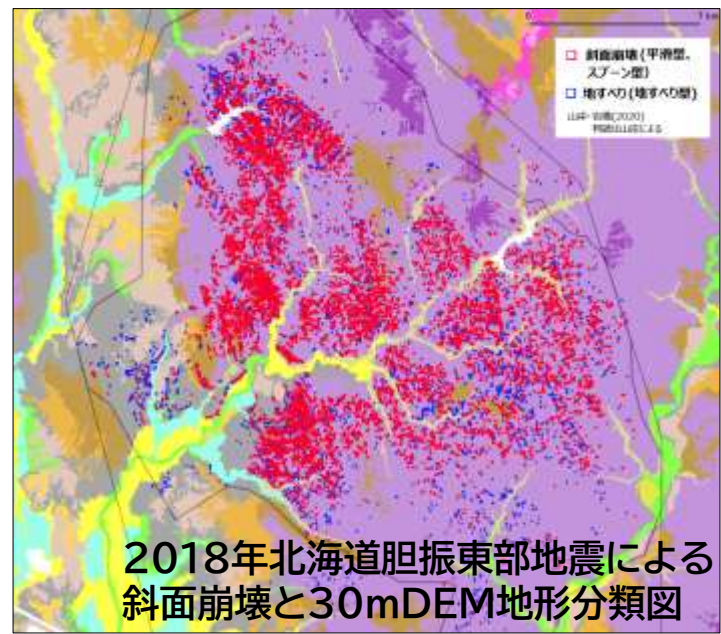 斜面崩壊(平滑型、
スプーン型)
地すべり(地すべり型)
2018年北海道胆振東部地震による
斜面崩壊と30mDEM地形分類図